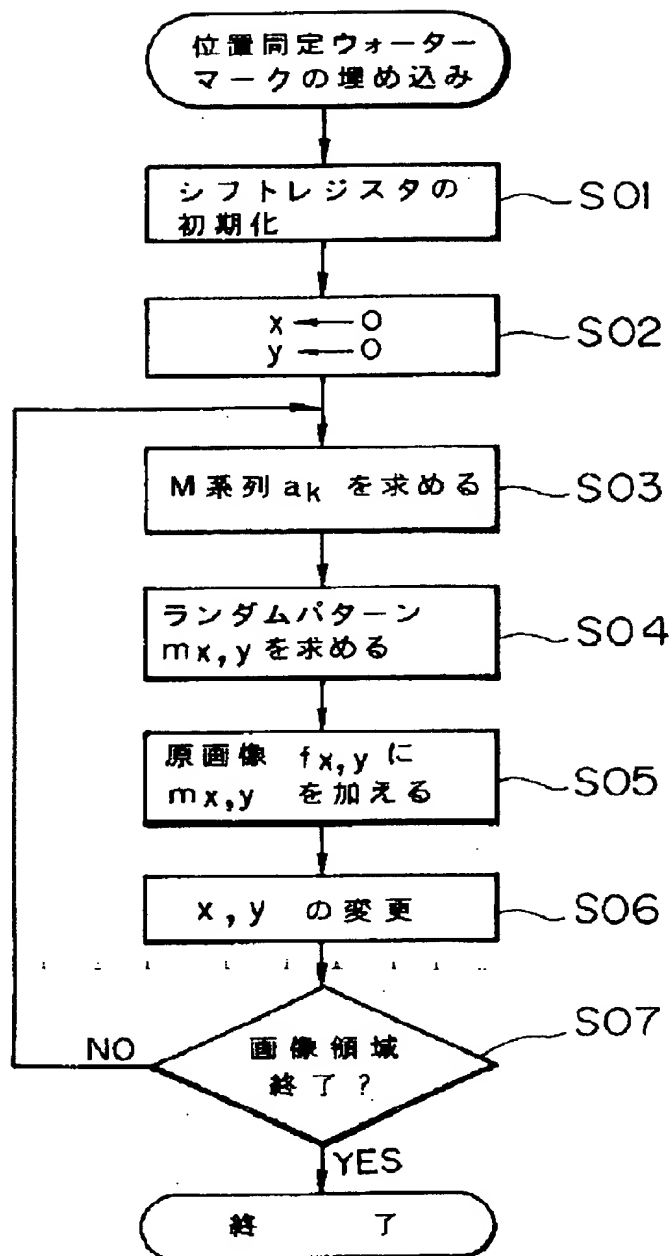 位置固定ウォーター
マークの埋め込み
シフトレジスタの
初期化
S01
x ← 0
y ← 0
S02
M系列 ak を求める
S03
ランダムパターン
mx,y を求める
S04
原画像 fx,y に
mx,y を加える
S05
x,y の変更
S06
画像領域
終了?
S07
NO
YES
終 了